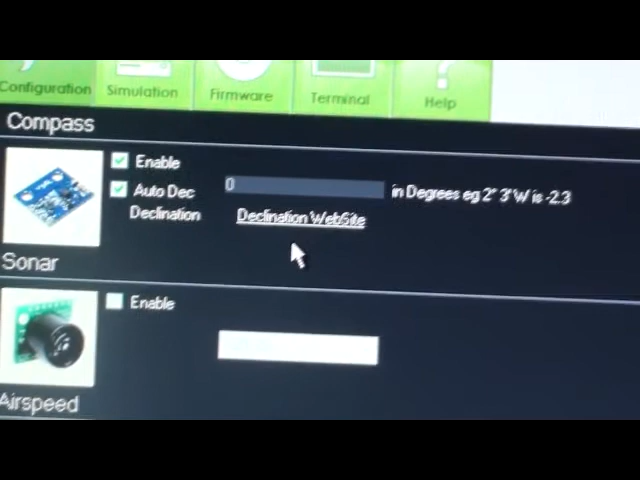 Configuration
Simulation
Firmware
Terminal
Help
Compass
Enable
Auto Dec
0
in Degrees eg 2° 3'W is -2.3
Declination
Declination WebSite
Sonar
Enable
Airspeed